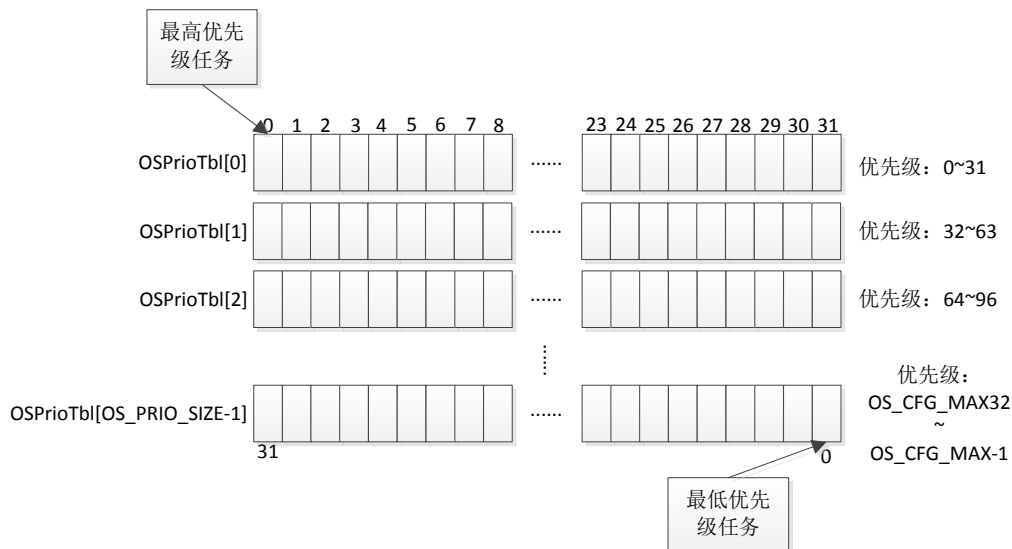 最高优先
级任务
0 1 2 3 4 5 6 7 8 23 24 25 26 27 28 29 30 31
OSPrioTbl[0] ...... 优先级：0~31
OSPrioTbl[1] ...... 优先级：32~63
OSPrioTbl[2] ...... 优先级：64~96
......
优先级：
OSPrioTbl[OS_PRIO_SIZE-1] ...... OS_CFG_MAX32
~
OS_CFG_MAX-1
31 0
最低优先
级任务